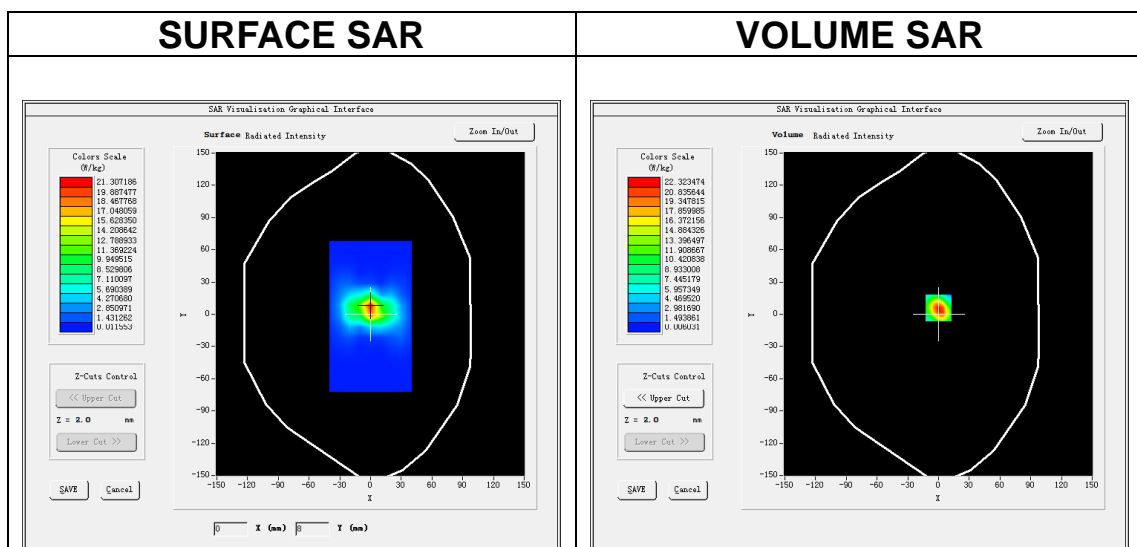 SURFACE SAR
VOLUME SAR
SAR Visualisation Graphical Interface
Surface Radiated Intensity
Zoom In/Out
Colors Scale
(W/kg)
21.307186
19.887477
18.467768
17.048059
15.628350
14.208642
12.788933
11.369224
9.949515
8.529806
7.110097
5.690389
4.270680
2.850971
1.431262
0.011553
Z-Cuts Control
<< Upper Cut
Z = 2.0 mm
Lower Cut >>
SAVE
Cancel
150
120
90
60
30
0
-30
-60
-90
-120
-150
Y
-150 -120 -90 -60 -30 0 30 60 90 120 150
X
0 X (mm) 8 Y (mm)
SAR Visualisation Graphical Interface
Volume Radiated Intensity
Zoom In/Out
Colors Scale
(W/kg)
22.323474
20.835644
19.347815
17.859985
16.372156
14.884326
13.396497
11.908667
10.420838
8.933008
7.445179
5.957349
4.469520
2.981690
1.493861
0.006031
Z-Cuts Control
<< Upper Cut
Z = 2.0 mm
Lower Cut >>
SAVE
Cancel
150
120
90
60
30
0
-30
-60
-90
-120
-150
Y
-150 -120 -90 -60 -30 0 30 60 90 120 150
X